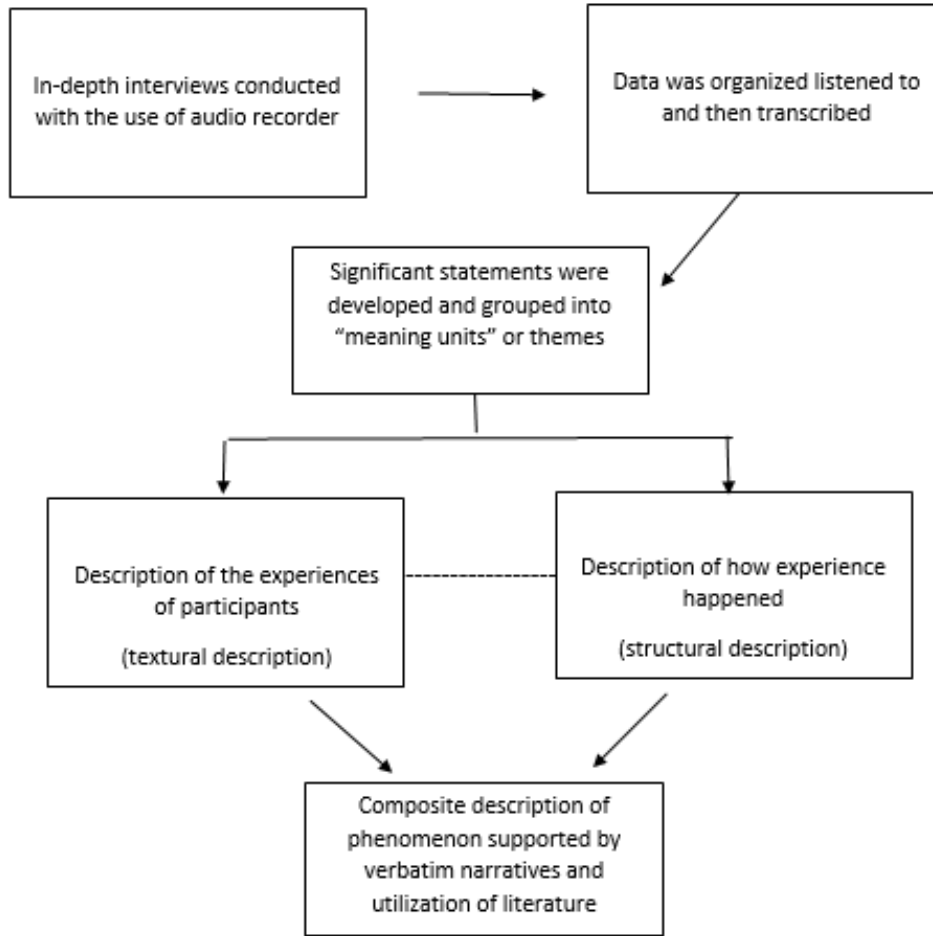 In-depth interviews conducted
with the use of audio recorder
Data was organized listened to
and then transcribed
Significant statements were
developed and grouped into
“meaning units” or themes
Description of the experiences
of participants
(textural description)
Description of how experience
happened
(structural description)
Composite description of
phenomenon supported by
verbatim narratives and
utilization of literature